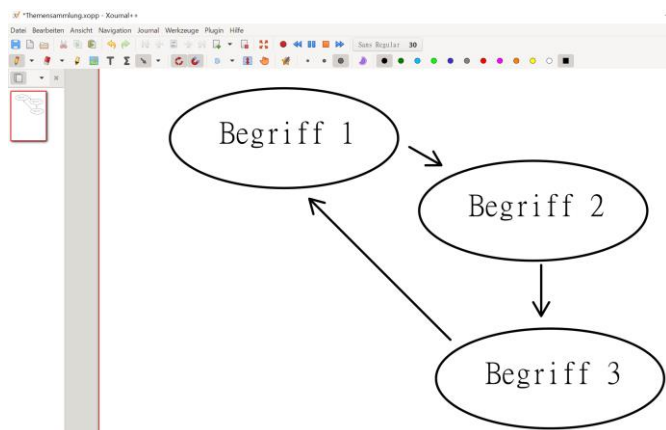 *Themensammlung.xopp - Xournal++
Datei Bearbeiten Ansicht Navigation Journal Werkzeuge Plugin Hilfe
Sans Regular 30
Begriff 1
Begriff 2
Begriff 3